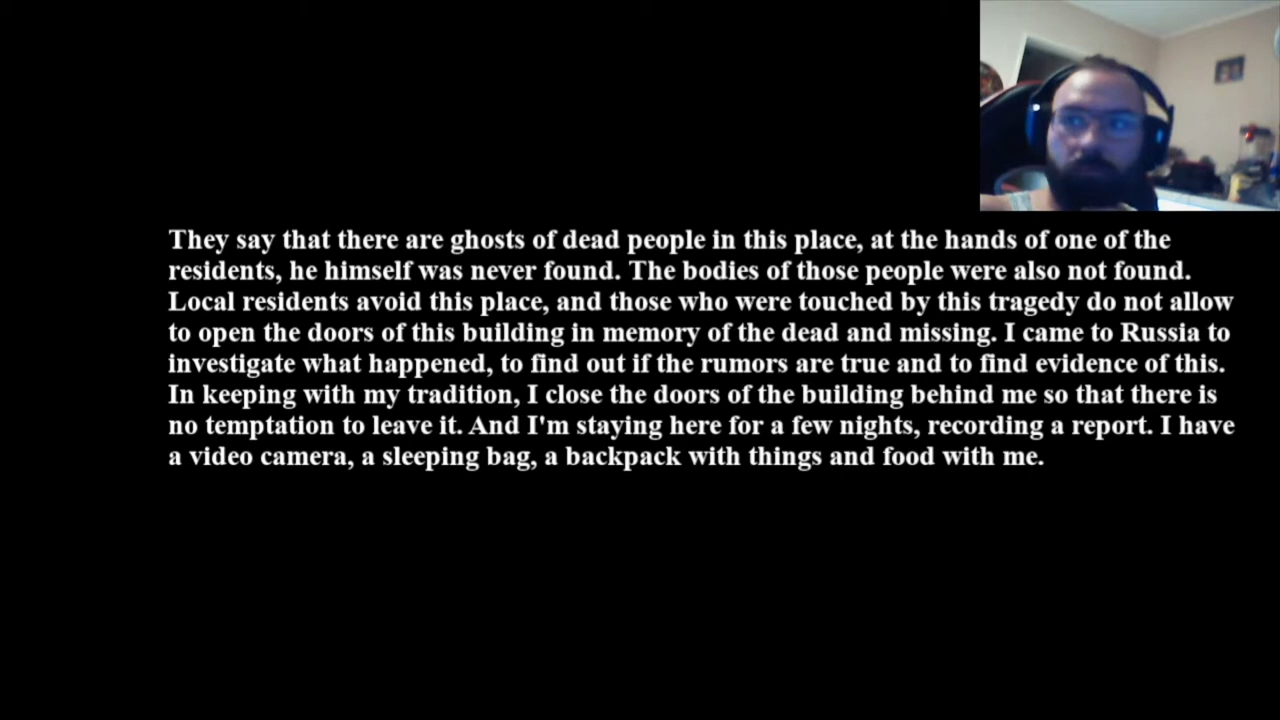 They say that there are ghosts of dead people in this place, at the hands of one of the
residents, he himself was never found. The bodies of those people were also not found.
Local residents avoid this place, and those who were touched by this tragedy do not allow
to open the doors of this building in memory of the dead and missing. I came to Russia to
investigate what happened, to find out if the rumors are true and to find evidence of this.
In keeping with my tradition, I close the doors of the building behind me so that there is
no temptation to leave it. And I'm staying here for a few nights, recording a report. I have
a video camera, a sleeping bag, a backpack with things and food with me.